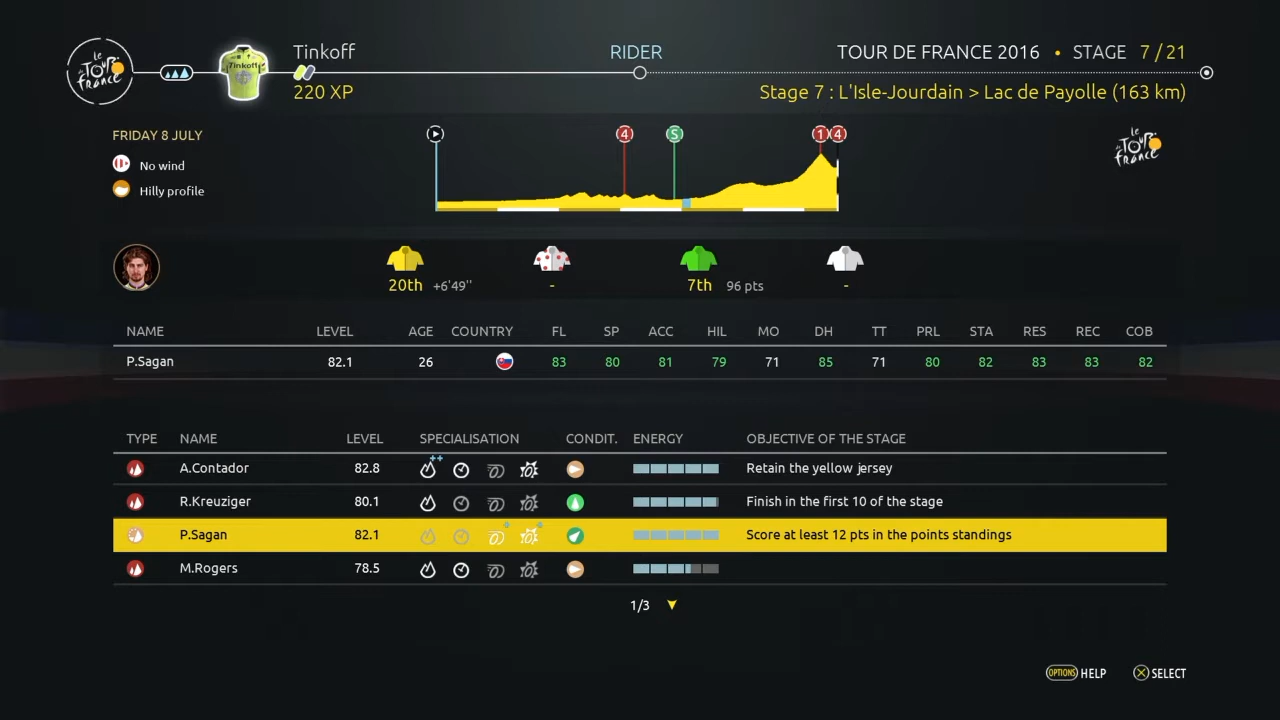 le Tour de france
Tinkoff
Tinkoff
220 XP
RIDER
TOUR DE FRANCE 2016 • STAGE 7 / 21
Stage 7 : L'Isle-Jourdain > Lac de Payolle (163 km)
FRIDAY 8 JULY
No wind
Hilly profile
4 S 1 4
le Tour de france
20th +6'49'' - 7th 96 pts -
NAME LEVEL AGE COUNTRY FL SP ACC HIL MO DH TT PRL STA RES REC COB
P.Sagan 82.1 26 83 80 81 79 71 85 71 80 82 83 83 82
TYPE NAME LEVEL SPECIALISATION CONDIT. ENERGY OBJECTIVE OF THE STAGE
A.Contador 82.8 ++ Retain the yellow jersey
R.Kreuziger 80.1 Finish in the first 10 of the stage
P.Sagan 82.1 + + Score at least 12 pts in the points standings
M.Rogers 78.5
1/3
OPTIONS HELP SELECT